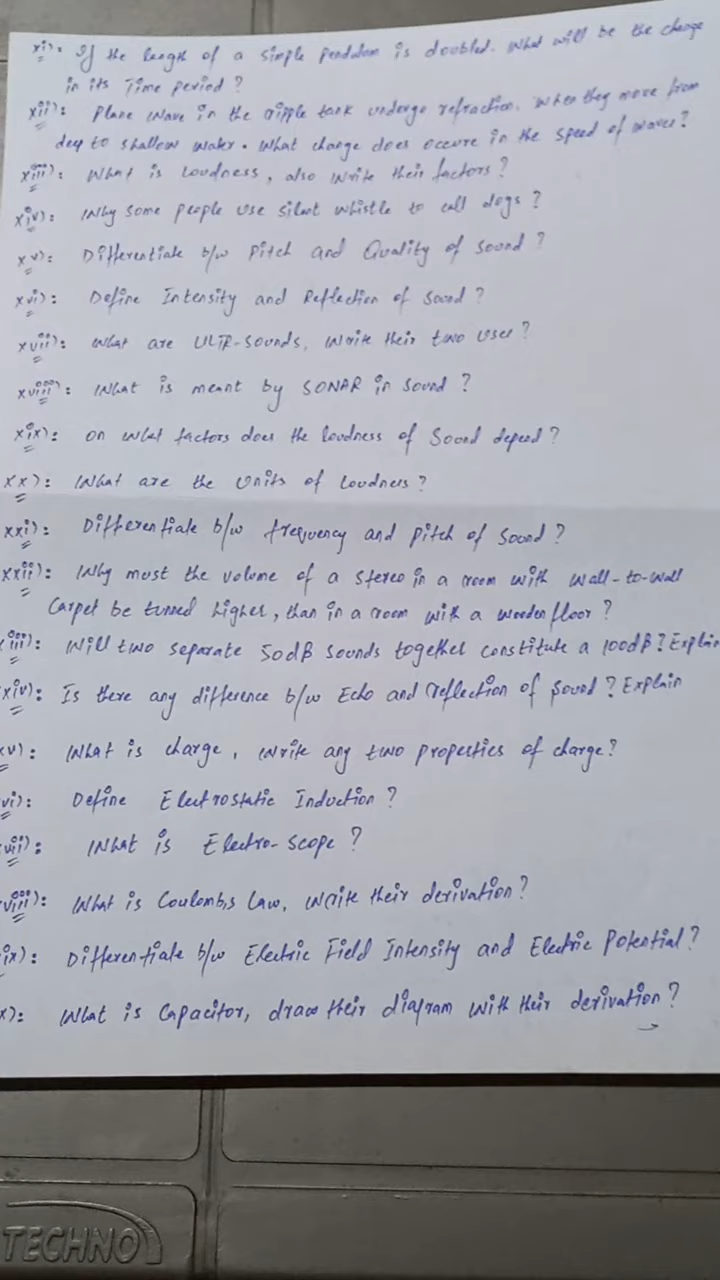 xi): If the length of a simple Pendulam is doubled. What will be the change
in its Time period?
xii): Plane wave in the ripple tank undergo refraction. When they move from
deep to shallow water. What change does occure in the speed of waves?
xiii): What is Loudness, also write their factors?
xiv): Why some people use silent whistle to call dogs?
xv): Differentiate b/w Pitch and Quality of sound?
xvi): Define Intensity and Reflection of sound?
xvii): What are ULTR-sounds, Write their two uses?
xviii): What is meant by SONAR in sound?
xix): on what factors does the loudness of Sound depend?
xx): What are the Units of Loudness?
xxi): Differentiate b/w frequency and Pitch of Sound?
xxii): Why must the volume of a stereo in a room with wall-to-wall
Carpet be turned higher, than in a room with a wooden floor?
xiii): Will two separate 50dB sounds together constitute a 100dB? Explain
xiv): Is there any difference b/w Echo and reflection of sound? Explain
xv): What is charge, Write any two properties of charge?
vi): Define Electrostatic Induction?
vii): What is Electro-scope?
viii): What is Coulomb,s Law, Write their derivation?
ix): Differentiate b/w Electric Field Intensity and Electric Potential?
x): What is Capacitor, draw their diagram with their derivation?
TECHNO